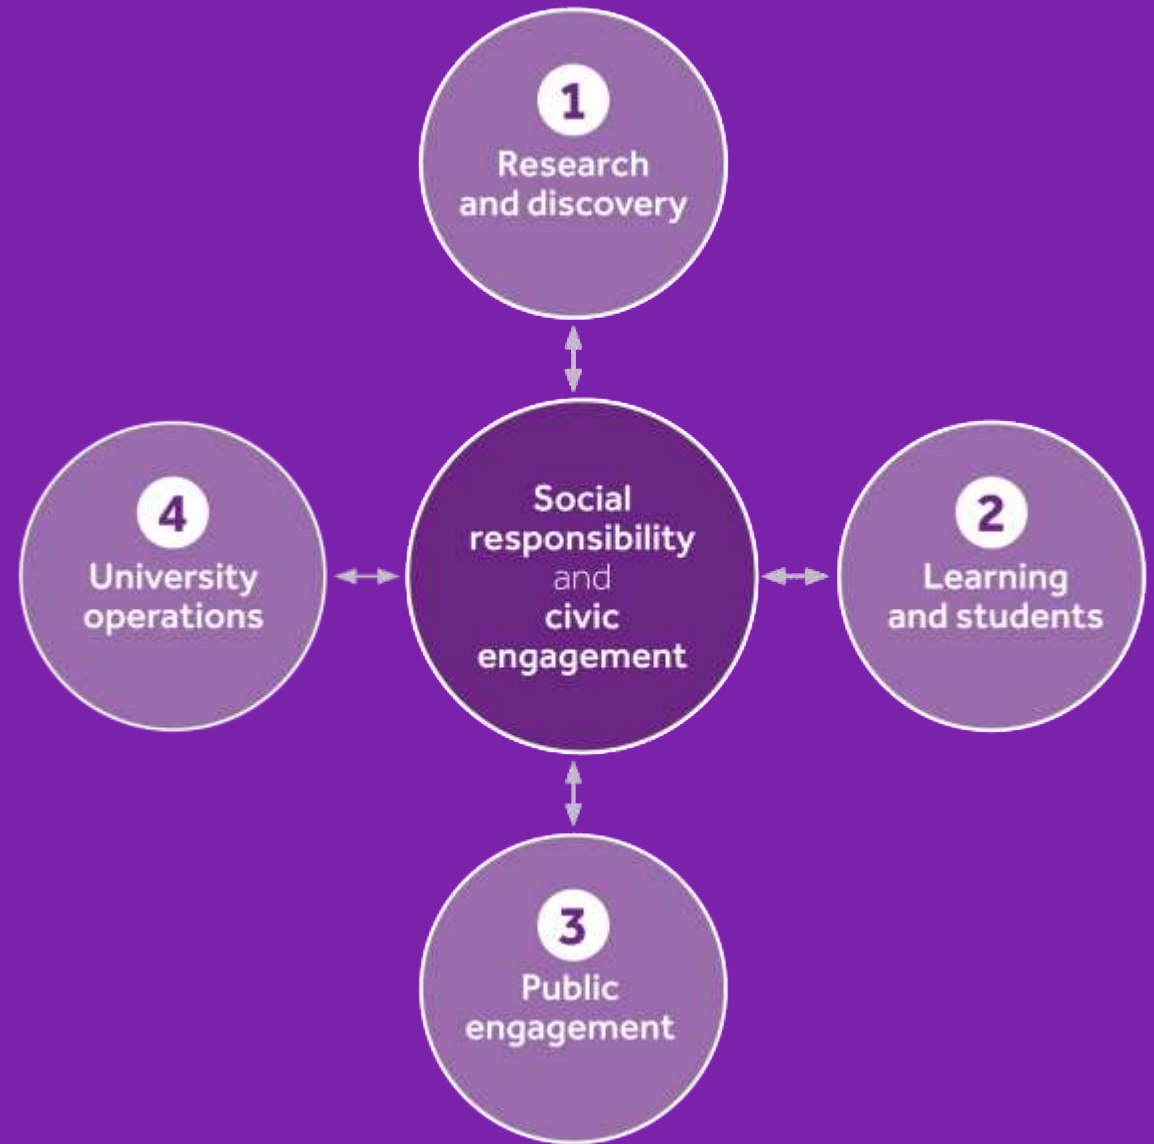 1
Research
and discovery
4
University
operations
Social
responsibility
and
civic
engagement
2
Learning
and students
3
Public
engagement